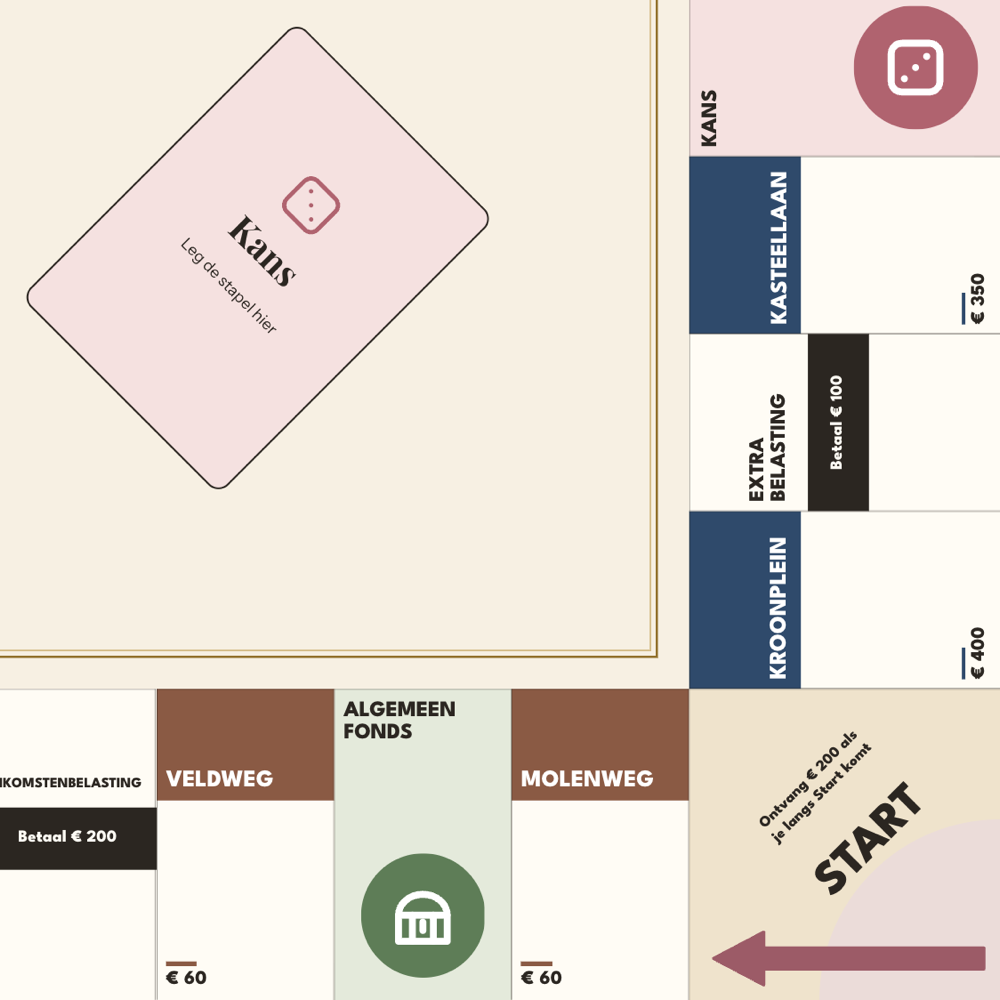 KANS
Kans
Leg de stapel hier
KASTEELLAAN
€ 350
EXTRA
BELASTING
Betaal € 100
KROONPLEIN
€ 400
Betaal € 200
VELDWEG
€ 60
ALGEMEEN
FONDS
MOLENWEG
€ 60
Ontvang € 200 als
je langs Start komt
START